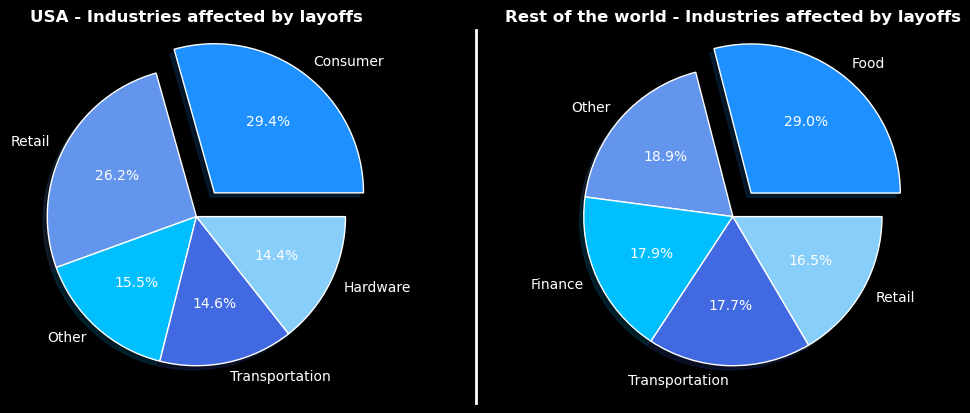 USA - Industries affected by layoffs
Consumer
29.4%
Retail
26.2%
15.5%
Other
14.6%
Transportation
14.4%
Hardware
Rest of the world - Industries affected by layoffs
Food
29.0%
Other
18.9%
17.9%
Finance
17.7%
Transportation
16.5%
Retail